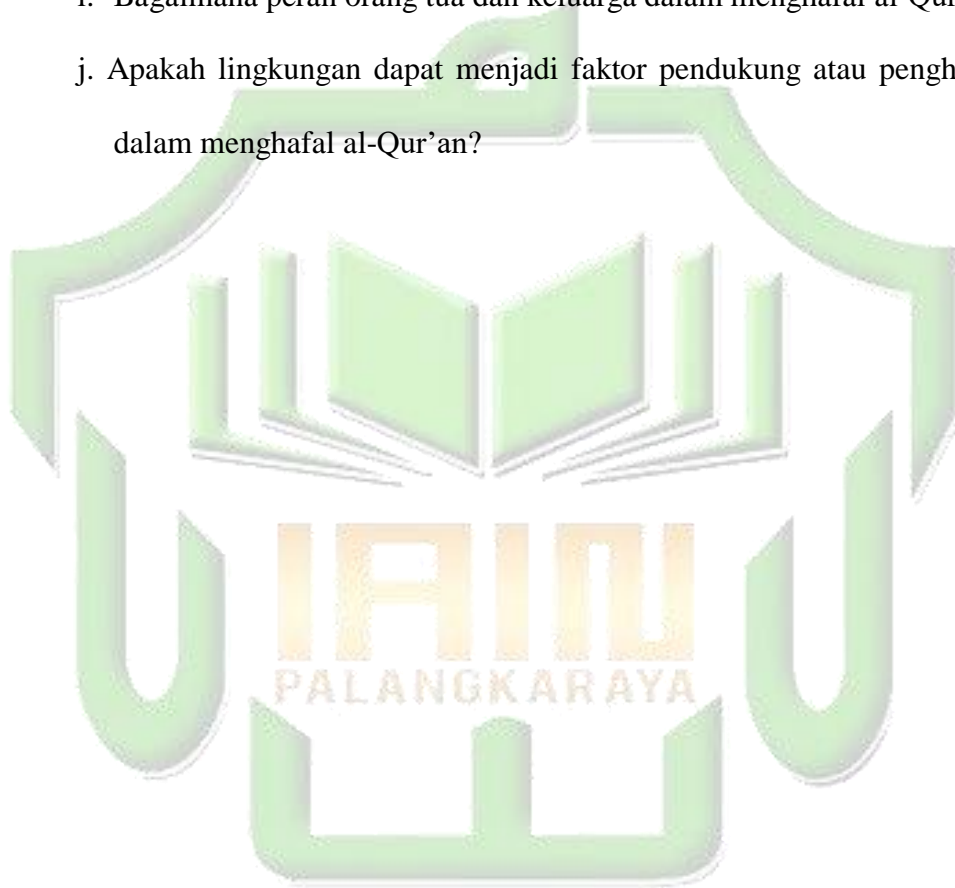 Bagaimana peran orang tua dan keluarga dalam menghafal al-Qur
j. Apakah lingkungan dapat menjadi faktor pendukung atau pengh
dalam menghafal al-Qur’an?
IAIN
PALANGKARAYA